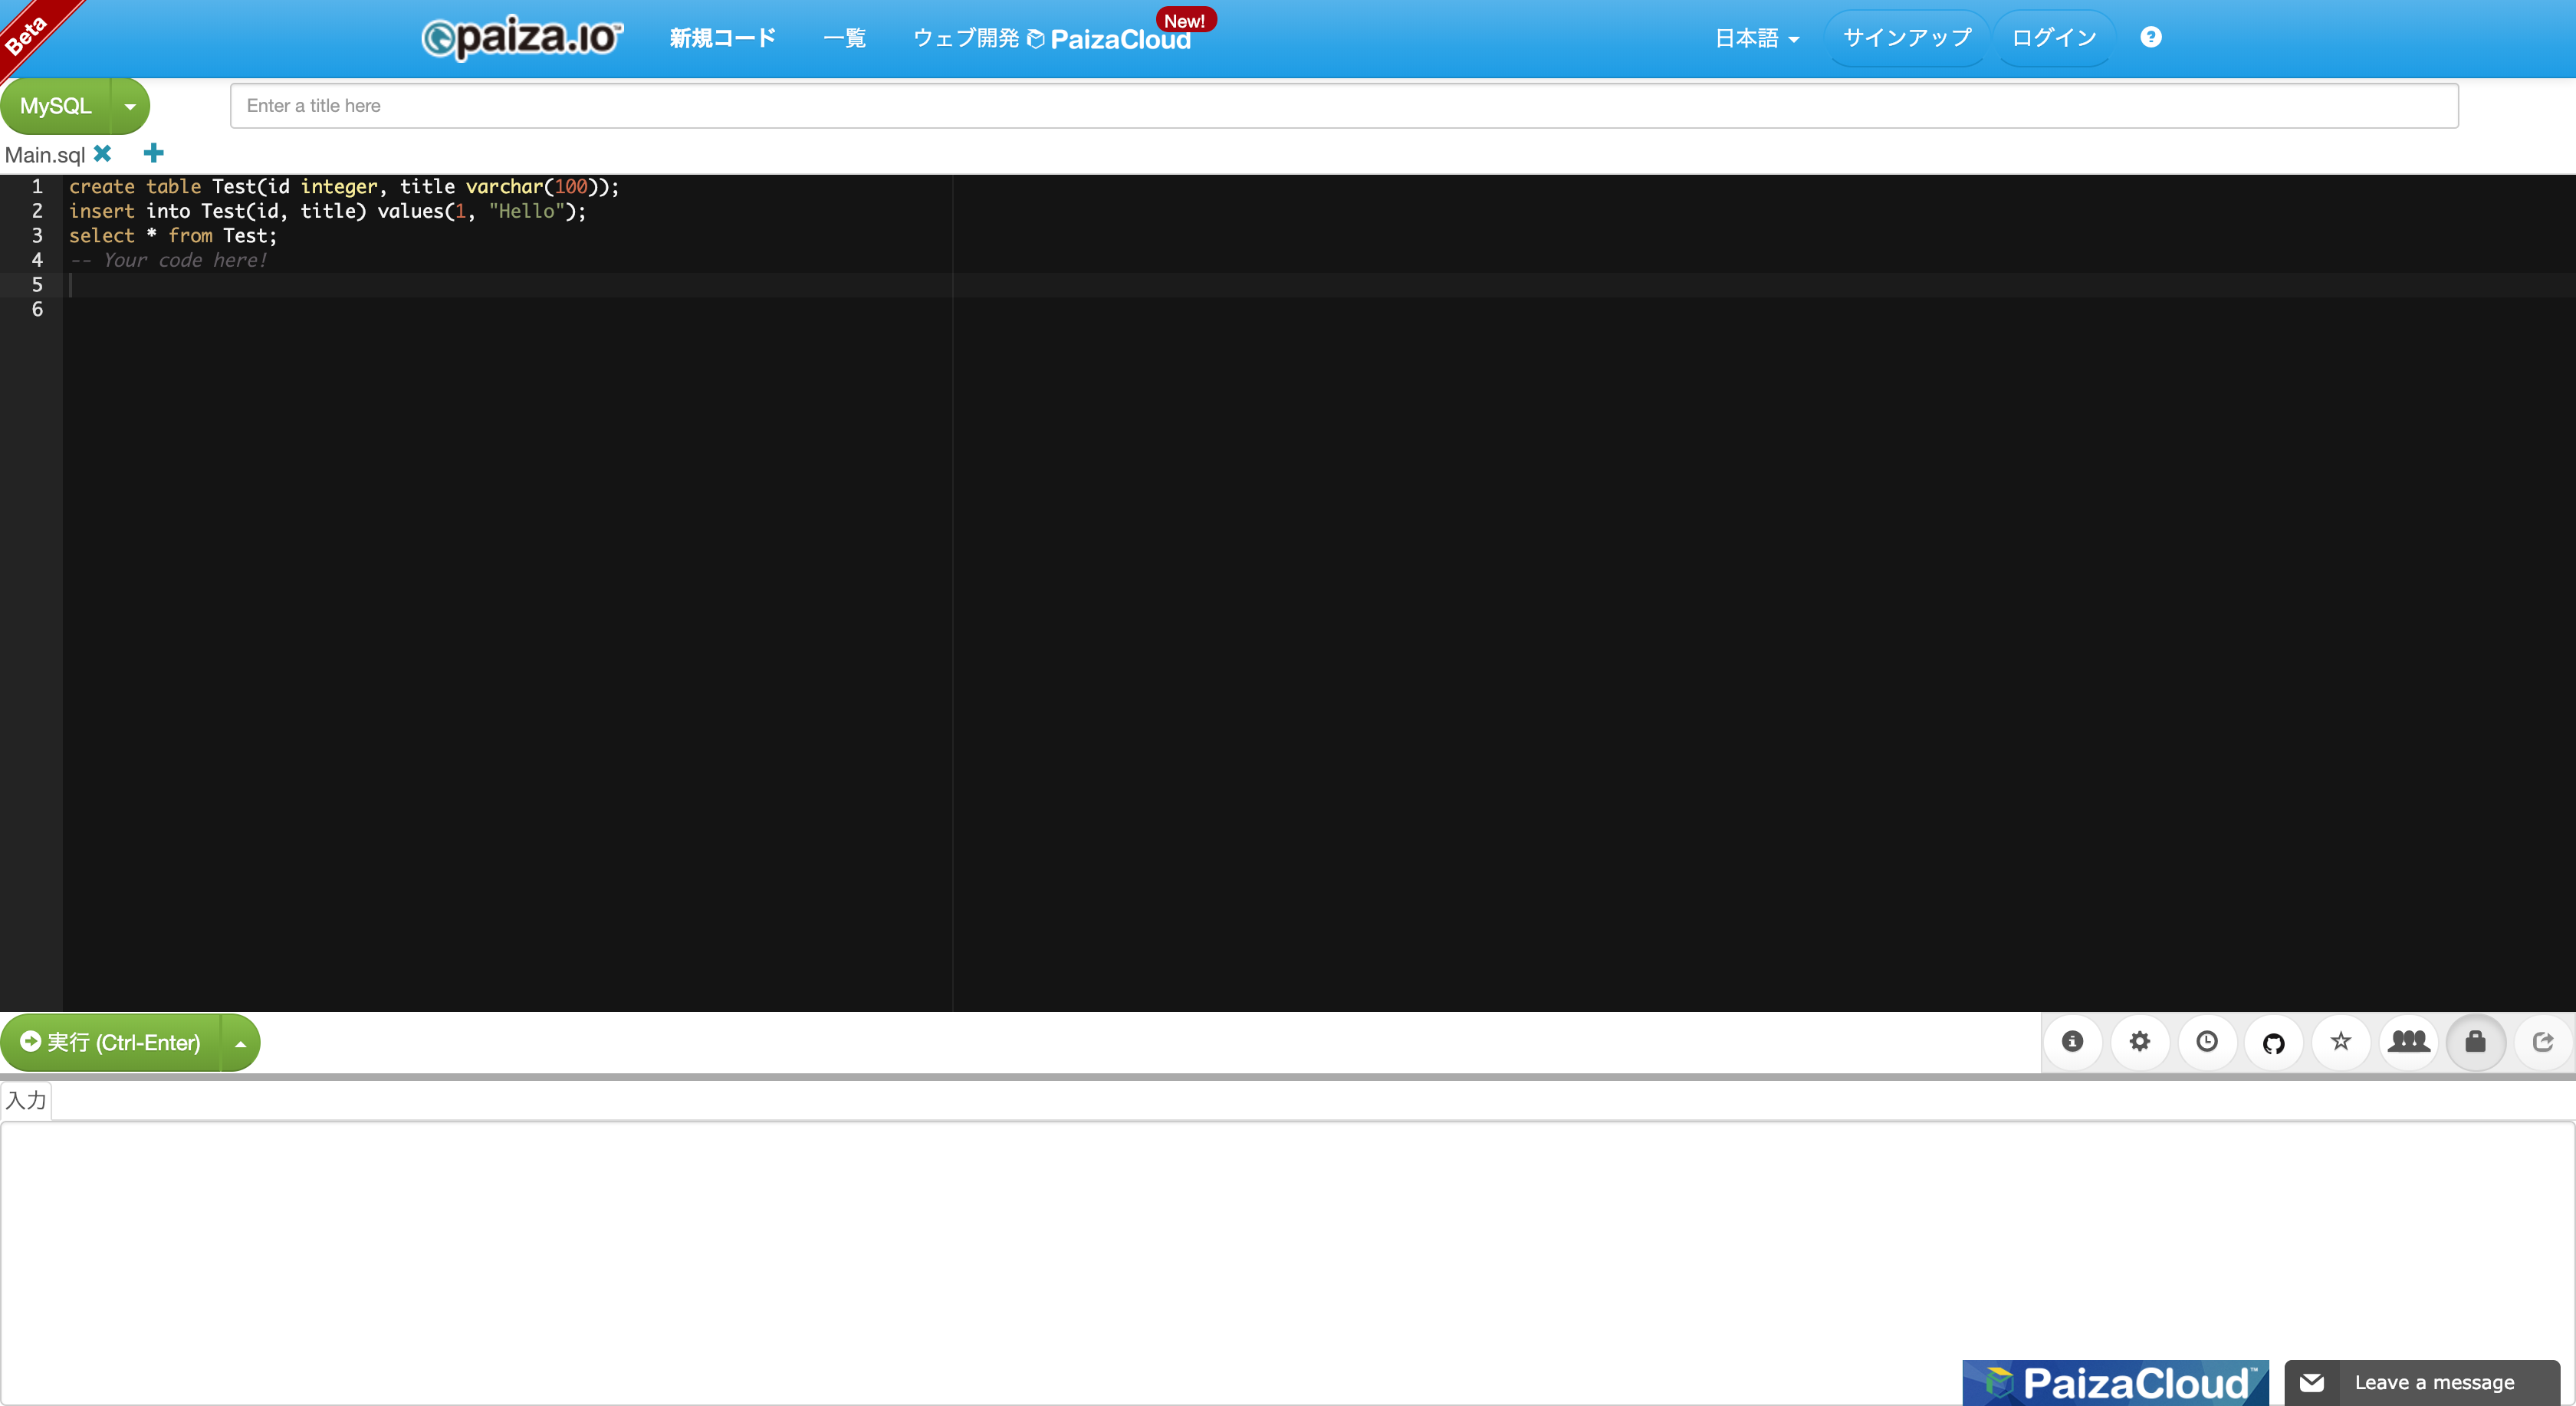 Beta
paiza.io™
新規コード
一覧
ウェブ開発 PaizaCloud
New!
日本語
サインアップ
ログイン
?
MySQL
Enter a title here
Main.sql
1 create table Test(id integer, title varchar(100));
2 insert into Test(id, title) values(1, "Hello");
3 select * from Test;
4 -- Your code here!
5
6
実行 (Ctrl-Enter)
入力
PaizaCloud™
Leave a message